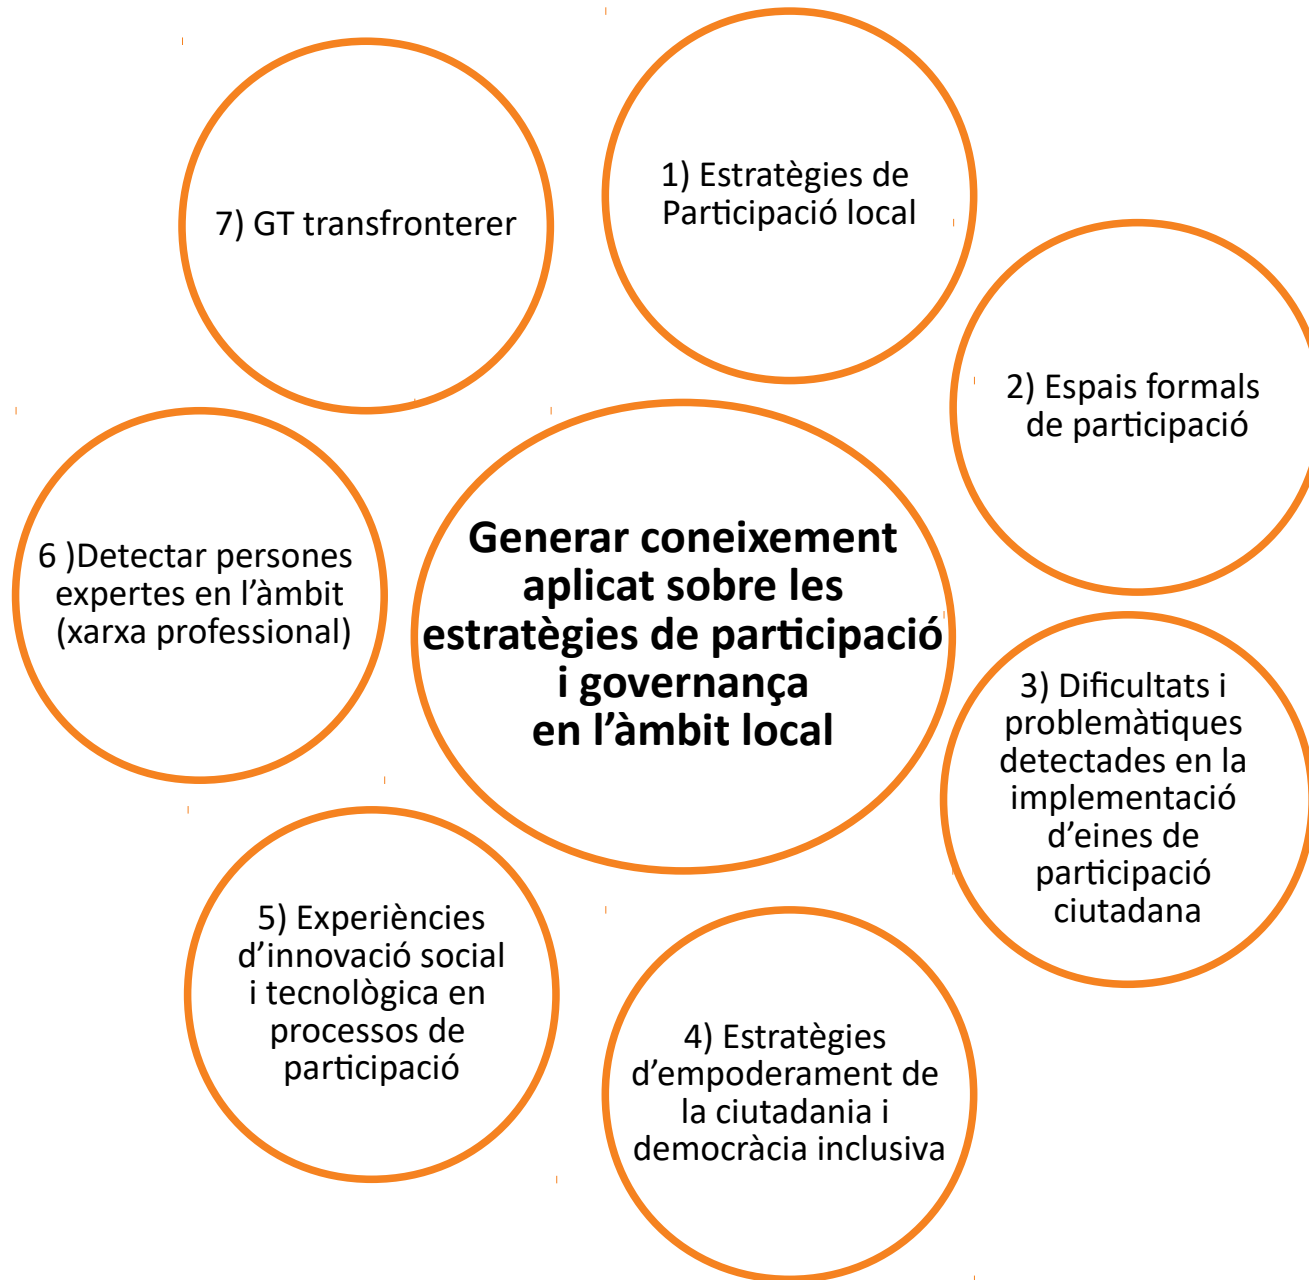 1) Estratègies de
Participació local
2) Espais formals
de participació
3) Dificultats i
problemàtiques
detectades en la
implementació
d’eines de
participació
ciutadana
4) Estratègies
d’empoderament de
la ciutadania i
democràcia inclusiva
5) Experiències
d’innovació social
i tecnològica en
processos de
participació
6 )Detectar persones
expertes en l’àmbit
(xarxa professional)
7) GT transfronterer
Generar coneixement
aplicat sobre les
estratègies de participació
i governança
en l’àmbit local